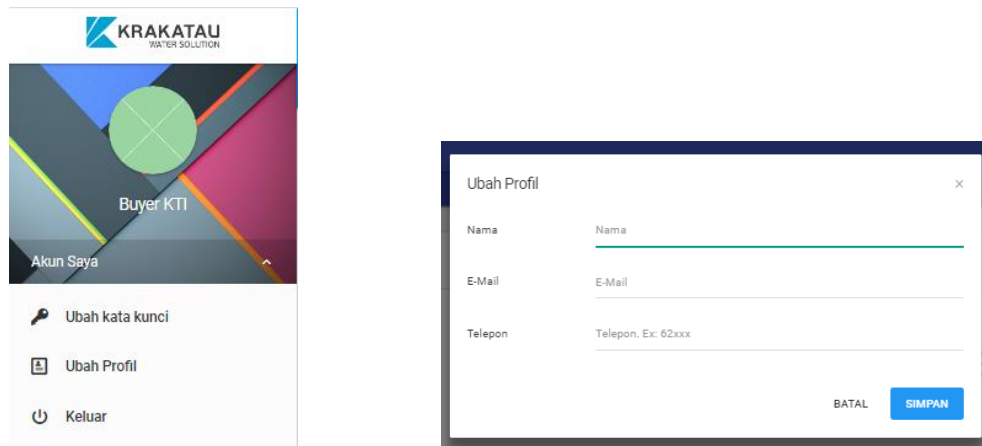 KRAKATAU
WATER SOLUTION
Buyer KTI
Akun Saya
Ubah kata kunci
Ubah Profil
Keluar
Ubah Profil
Nama Nama
E-Mail E-Mail
Telepon Telepon. Ex: 62xxx
BATAL SIMPAN